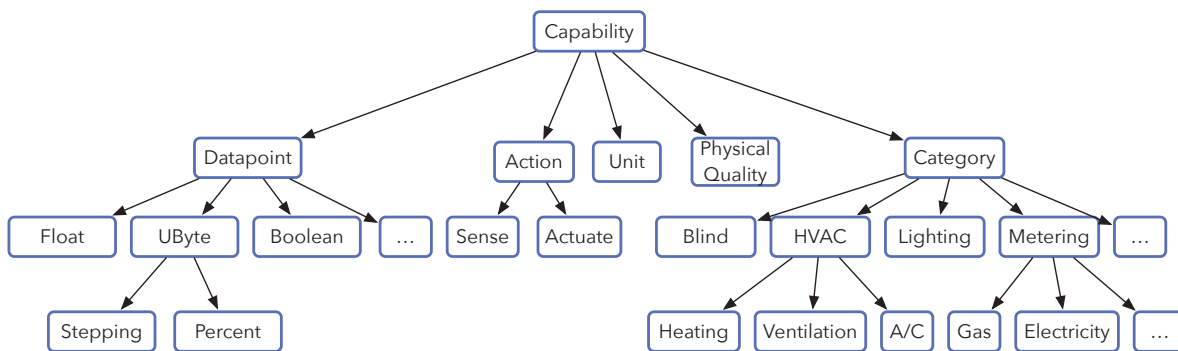 Capability
Datapoint
Action
Unit
Physical
Quality
Category
Float
UByte
Boolean
...
Sense
Actuate
Blind
HVAC
Lighting
Metering
...
Stepping
Percent
Heating
Ventilation
A/C
Gas
Electricity
...